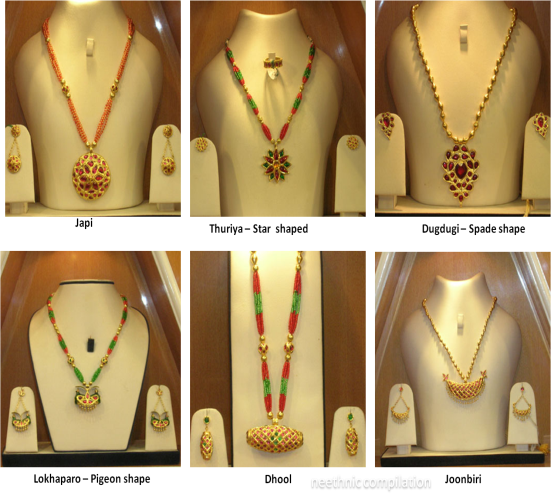 Japi
Thuriya – Star shaped
Dugdugi – Spade shape
Lokhaparo – Pigeon shape
Dhool
Joonbiri
neethnic compilation